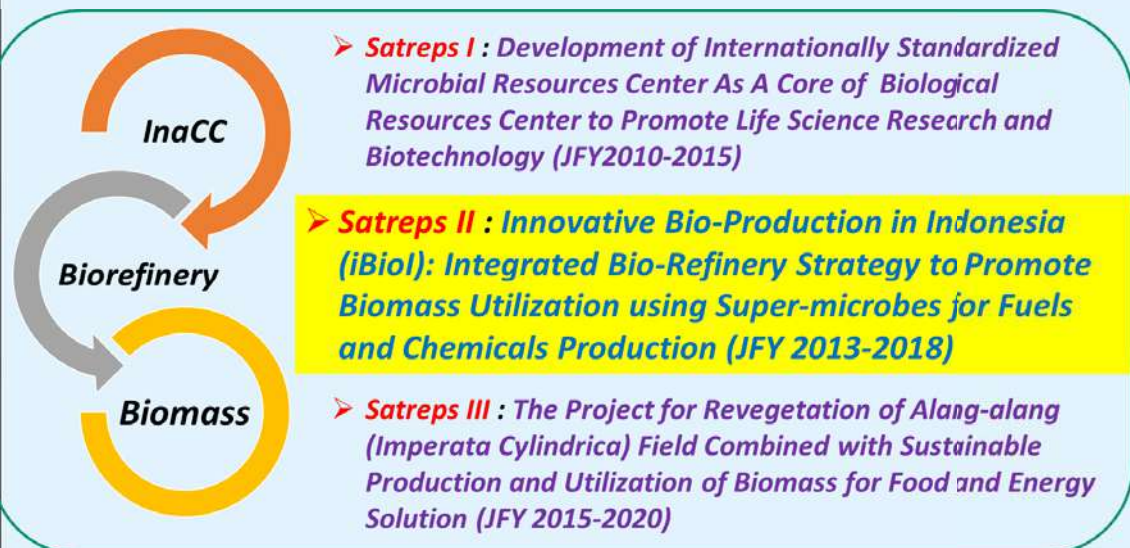 InaCC
Biorefinery
Biomass
➤ Satreps I : Development of Internationally Standardized
Microbial Resources Center As A Core of Biological
Resources Center to Promote Life Science Research and
Biotechnology (JFY2010-2015)
➤ Satreps II : Innovative Bio-Production in Indonesia
(iBioI): Integrated Bio-Refinery Strategy to Promote
Biomass Utilization using Super-microbes for Fuels
and Chemicals Production (JFY 2013-2018)
➤ Satreps III : The Project for Revegetation of Alang-alang
(Imperata Cylindrica) Field Combined with Sustainable
Production and Utilization of Biomass for Food and Energy
Solution (JFY 2015-2020)